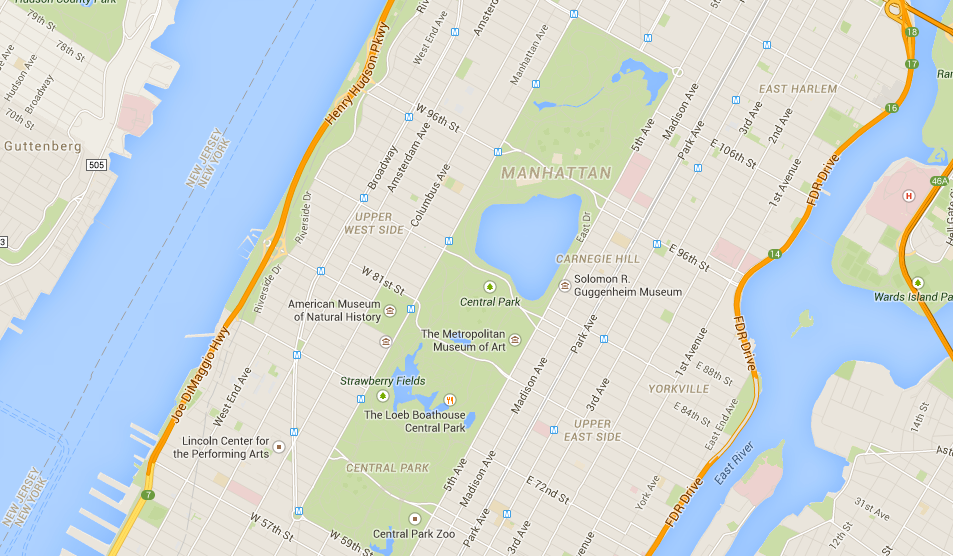 Hudson County Park
79th St
78th St
Hudson Ave
Broadway
70th St
Guttenberg
505
3
NEW JERSEY
NEW YORK
Henry Hudson Pkwy
West End Ave
Amsterdam
Manhattan Ave
M
M
M
M
M
W 96th St
M
M
Broadway
Amsterdam Ave
Columbus Ave
M
UPPER
WEST SIDE
MANHATTAN
5th Ave
Madison Ave
Park Ave
3rd Ave
2nd Ave
EAST HARLEM
M
M
E 106th St
1st Avenue
18
17
16
FDR Drive
H
46A
Hell Gate
Riverside Dr
Riverside Dr
M
W 81st St
M
East Dr
CARNEGIE HILL
M
E 96th St
14
Solomon R.
Guggenheim Museum
Central Park
American Museum
of Natural History
M
The Metropolitan
Museum of Art
Wards Island Pa
Joe DiMaggio Hwy
West End Ave
M
M
Strawberry Fields
The Loeb Boathouse
Central Park
Park Ave
M
Madison Ave
3rd Ave
1st Avenue
E 88th St
YORKVILLE
E 84th St
East End Ave
FDR Drive
14th St
Lincoln Center for
the Performing Arts
M
CENTRAL PARK
M
UPPER
EAST SIDE
East River
NEW JERSEY
NEW YORK
7
5th Ave
Madison Ave
E 72nd St
York Ave
FDR Drive
31st Ave
12th St
W 57th St
M
W 59th St
Central Park Zoo
Park Ave
M
3rd Ave